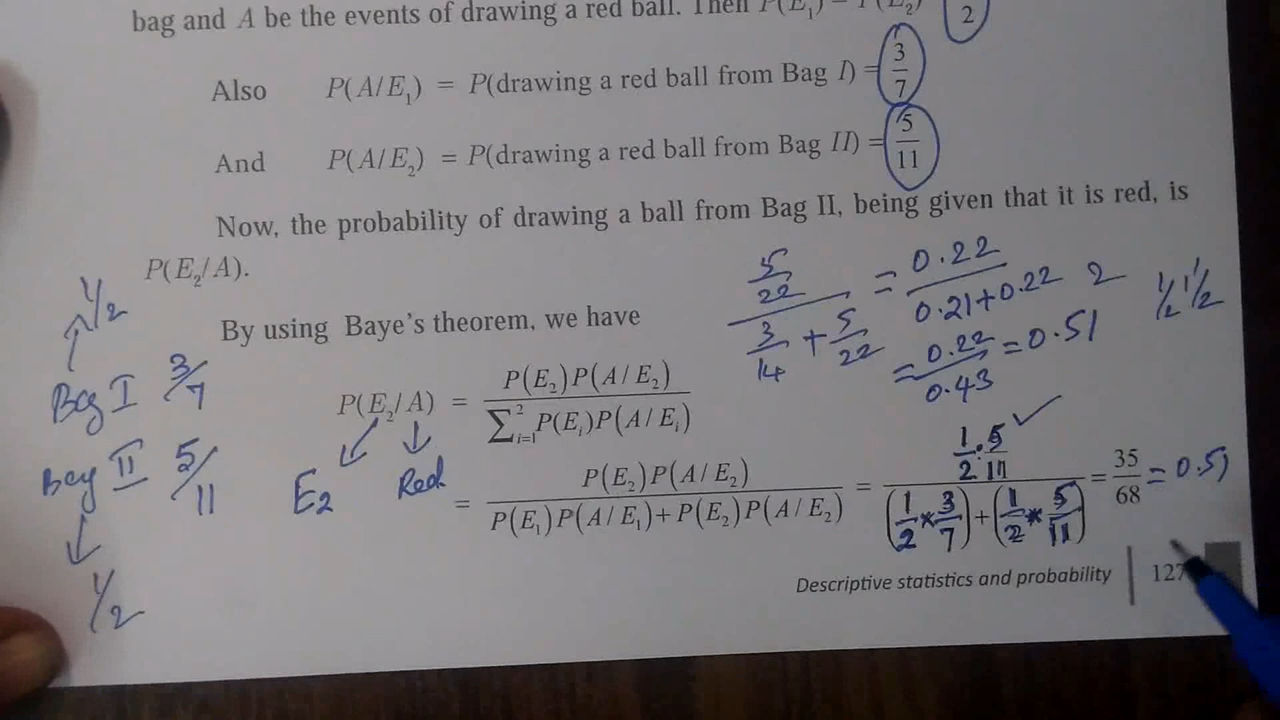 bag and A be the events of drawing a red ball. Then P(E₁) = P(E₂) 2
Also P(A/E₁) = P(drawing a red ball from Bag I) = 3/7
And P(A/E₂) = P(drawing a red ball from Bag II) = 5/11
Now, the probability of drawing a ball from Bag II, being given that it is red, is
P(E₂/A).
By using Baye's theorem, we have
(5/22) / (3/14 + 5/22) = 0.22 / (0.21+0.22) 2 1/2 1/2
= 0.22/0.43 = 0.51
1/2
Bag I 3/7
Bag II 5/11
1/2
P(E₂/A) = P(E₂)P(A/E₂) / ∑²ᵢ₌₁ P(Eᵢ)P(A/Eᵢ)
E₂ Red
= P(E₂)P(A/E₂) / (P(E₁)P(A/E₁)+P(E₂)P(A/E₂)) = (1/2 . 5/11) / ((1/2 * 3/7) + (1/2 * 5/11)) = 35/68 = 0.51
✓
Descriptive statistics and probability | 127